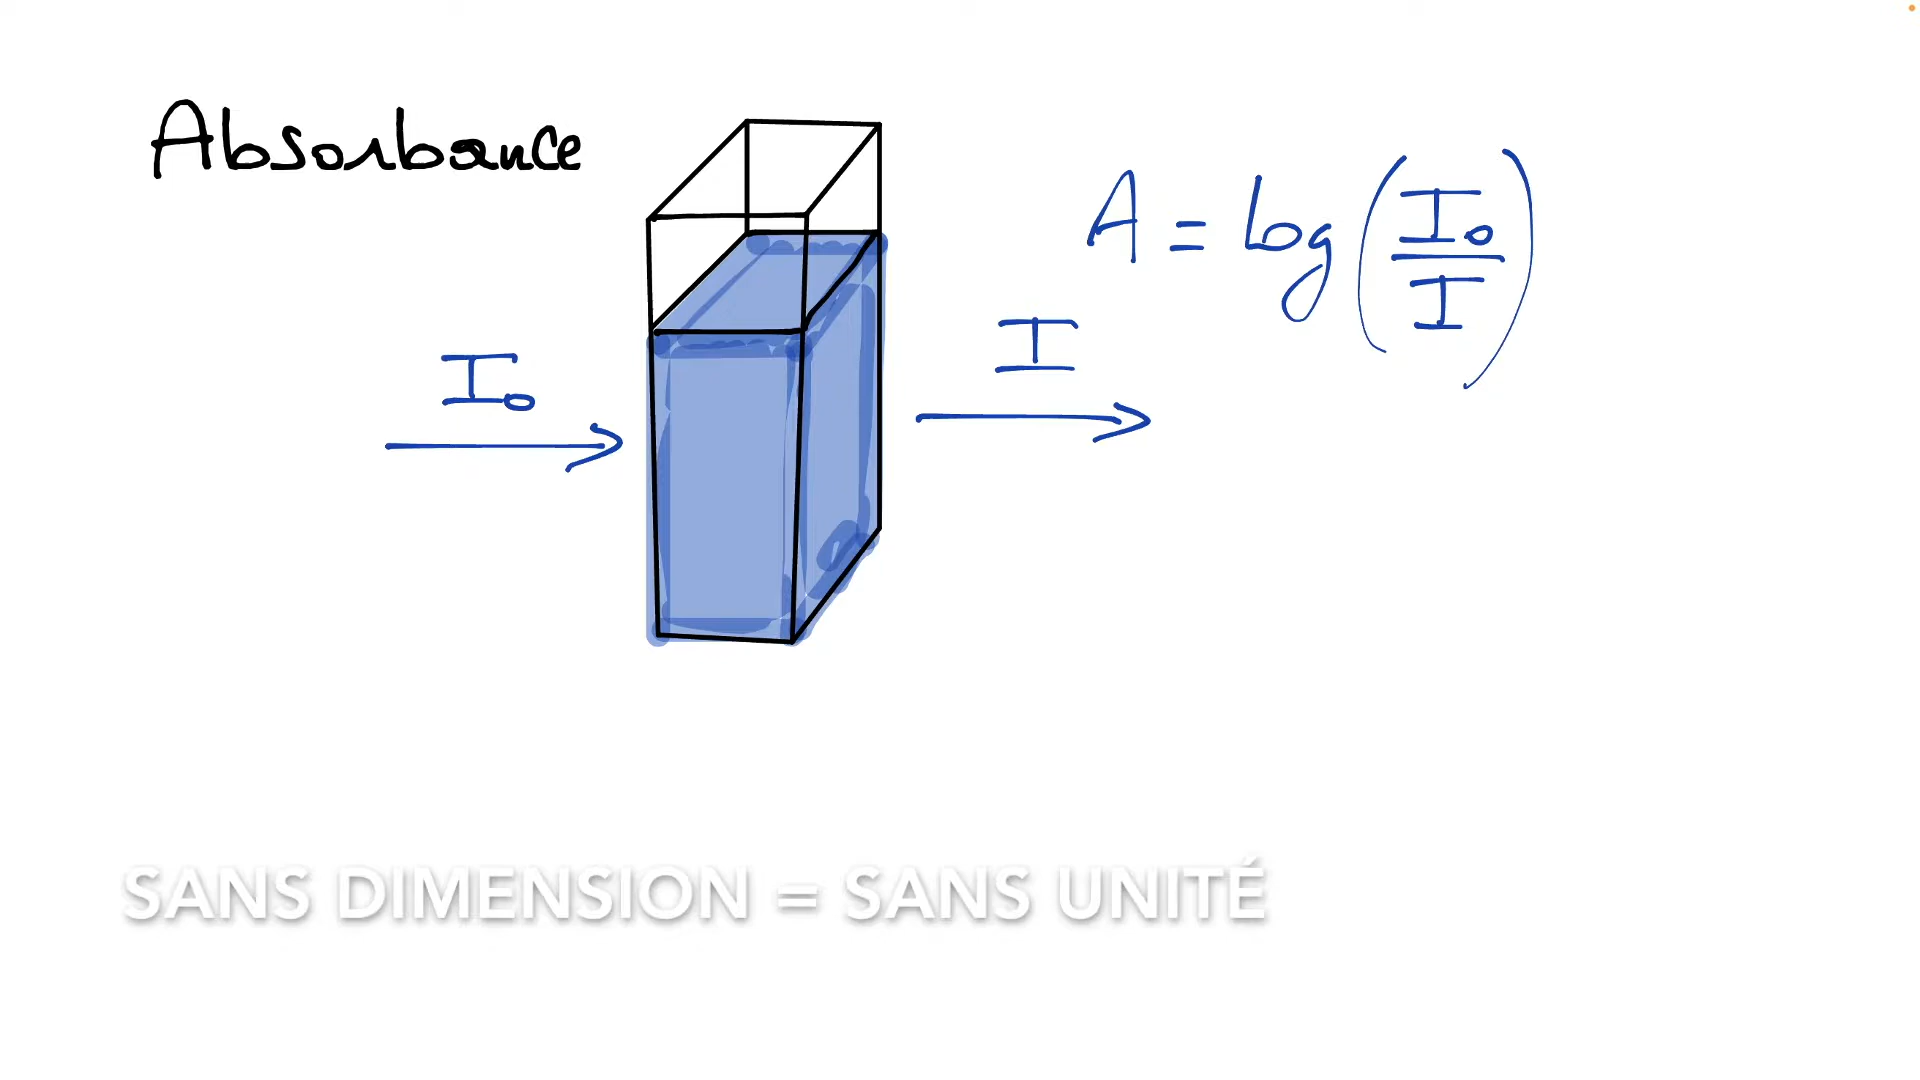 Absorbance
A = log(I₀/I)
I₀
I
SANS DIMENSION = SANS UNITÉ